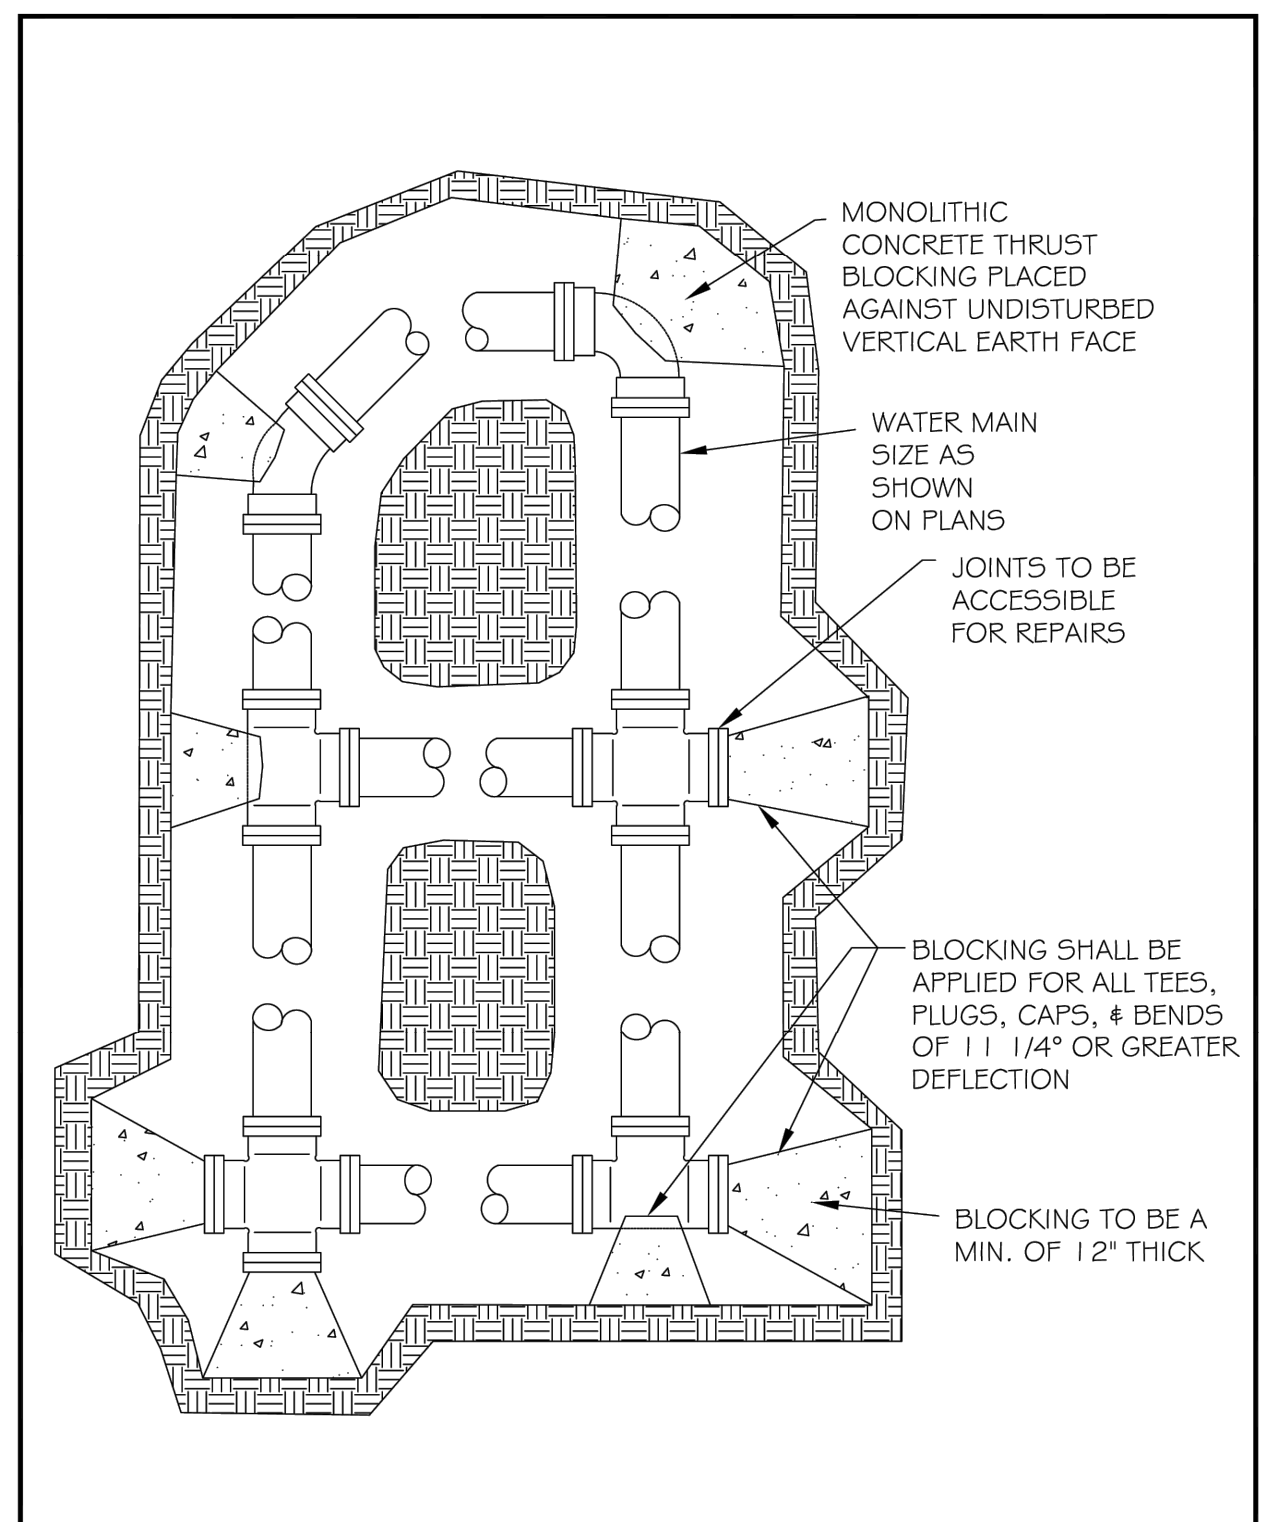 MONOLITHIC
CONCRETE THRUST
BLOCKING PLACED
AGAINST UNDISTURBED
VERTICAL EARTH FACE
WATER MAIN
SIZE AS
SHOWN
ON PLANS
JOINTS TO BE
ACCESSIBLE
FOR REPAIRS
BLOCKING SHALL BE
APPLIED FOR ALL TEES,
PLUGS, CAPS, & BENDS
OF 11 1/4° OR GREATER
DEFLECTION
BLOCKING TO BE A
MIN. OF 12" THICK